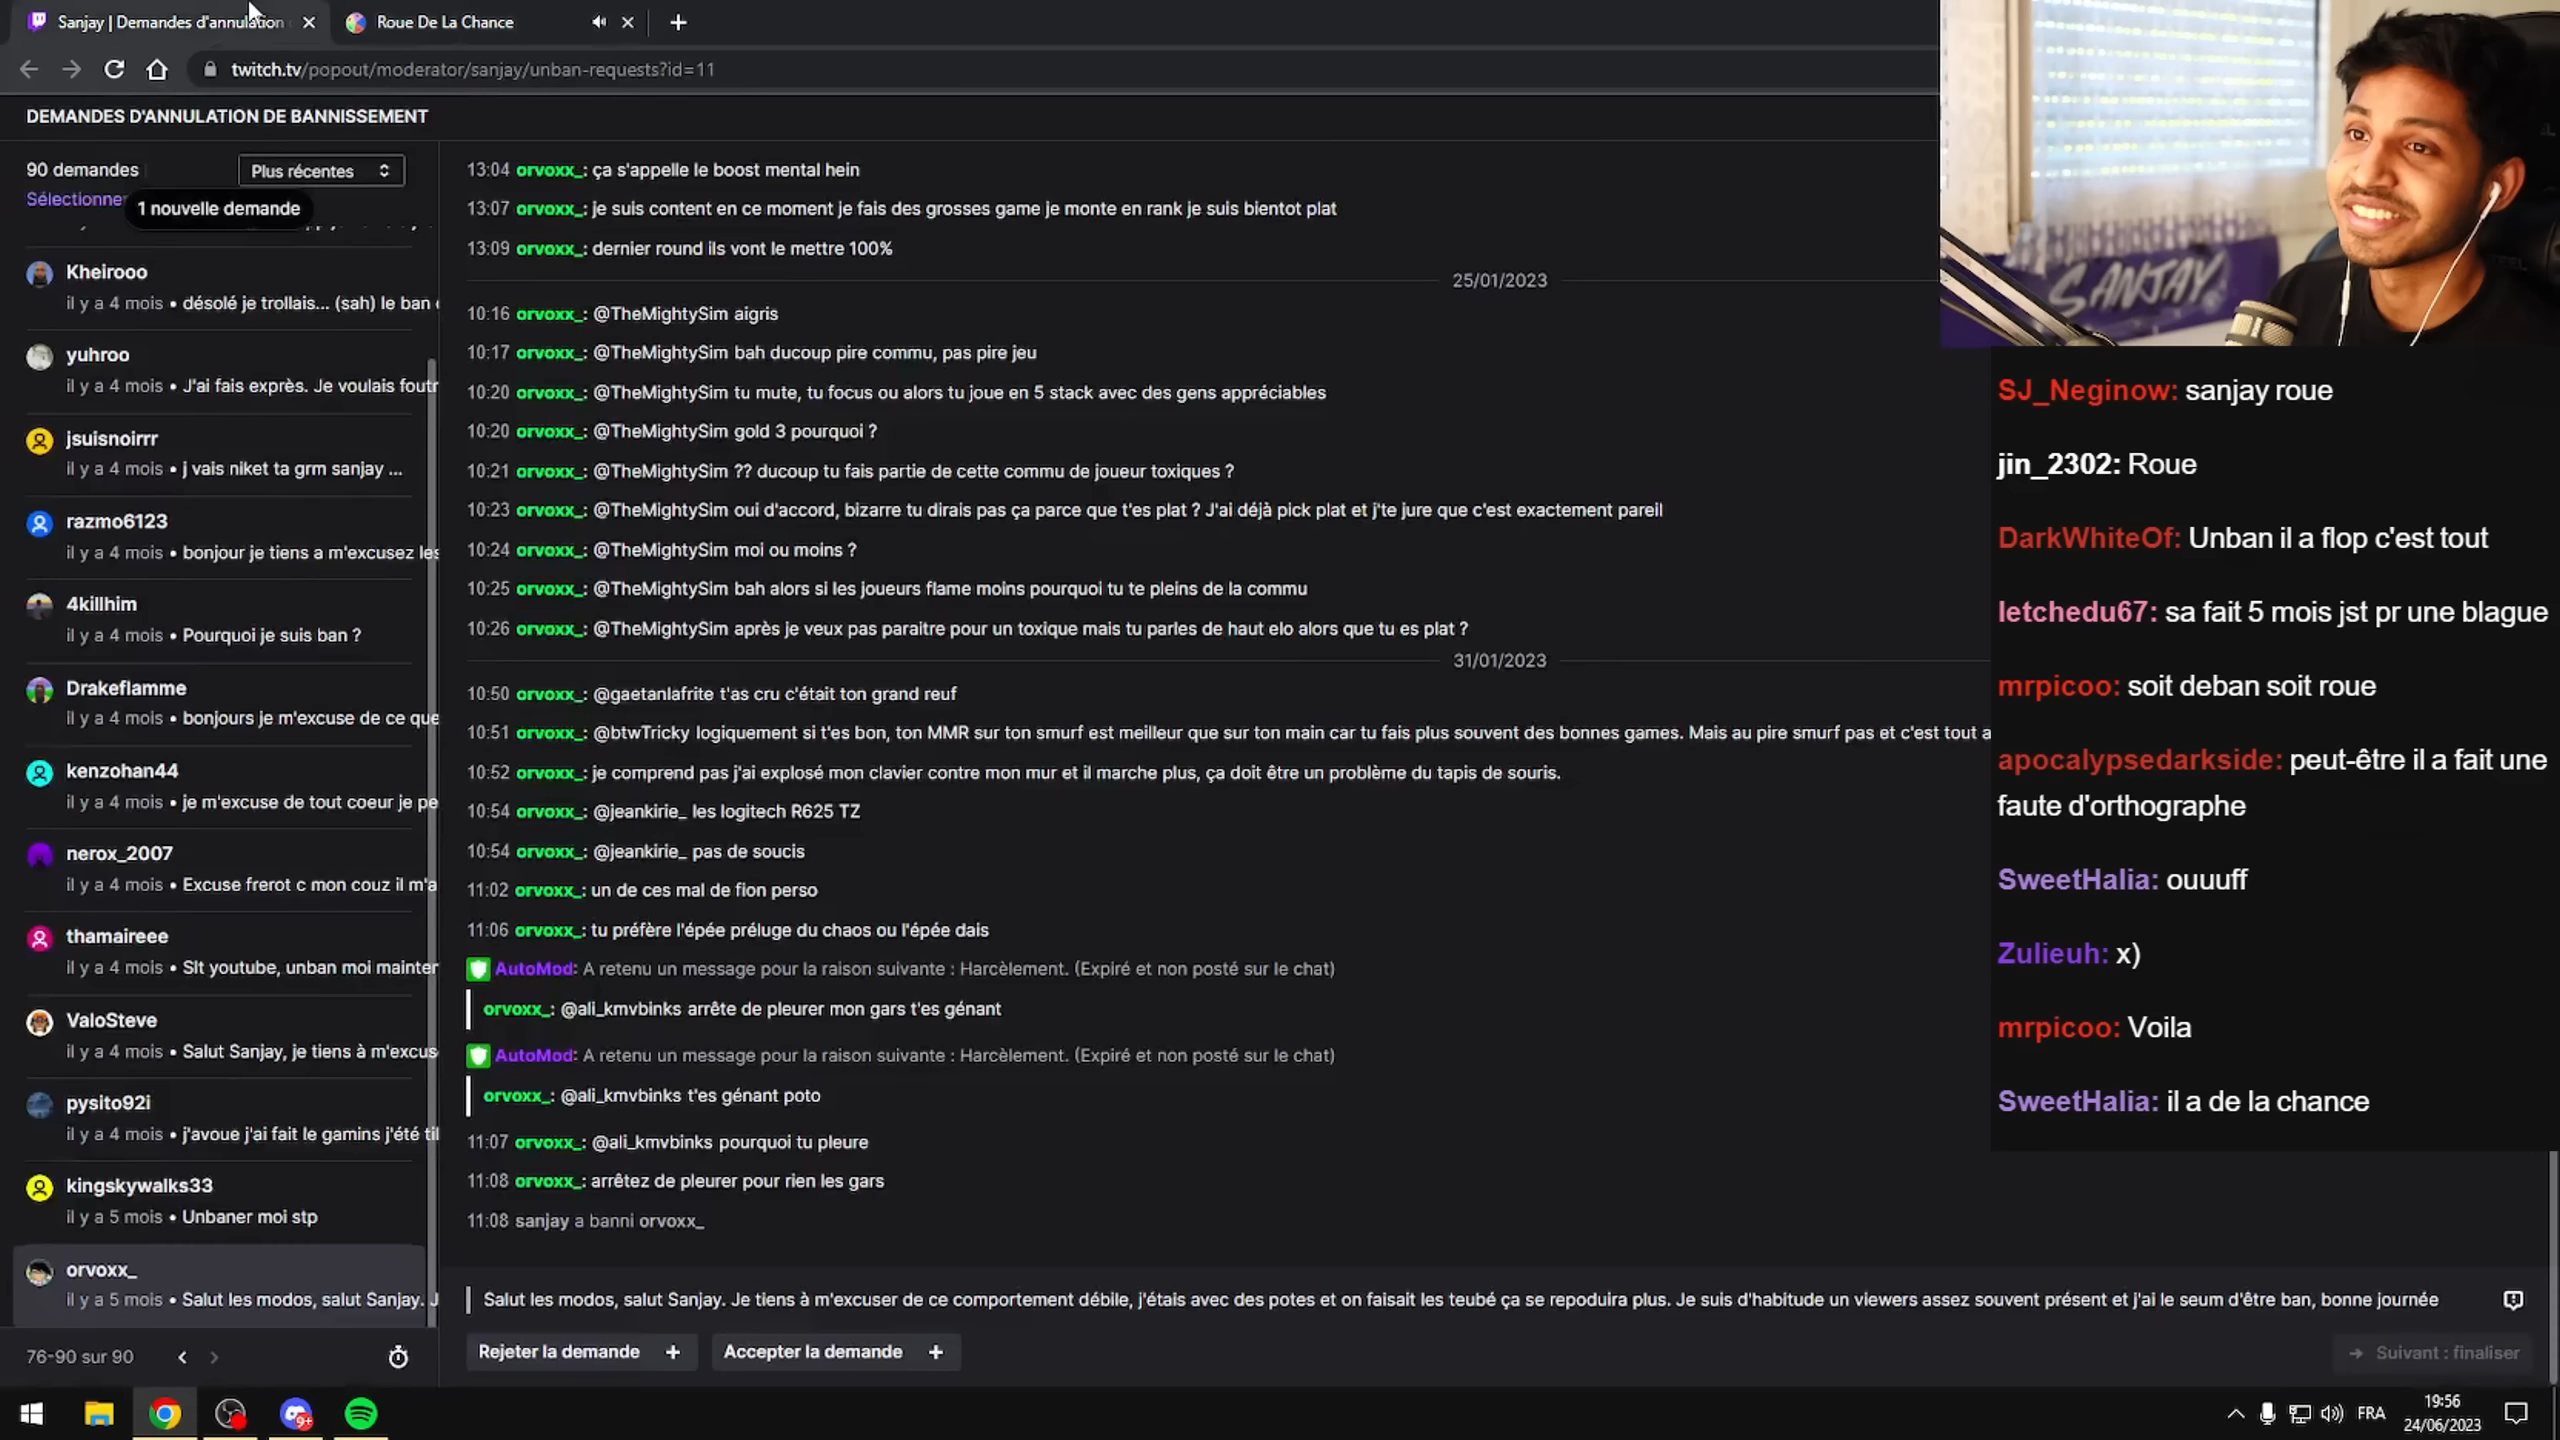 Sanjay | Demandes d'annulation
Roue De La Chance
twitch.tv/popout/moderator/sanjay/unban-requests?id=11
DEMANDES D'ANNULATION DE BANNISSEMENT
90 demandes
Plus récentes
Sélectionner
1 nouvelle demande
Kheirooo
il y a 4 mois • désolé je trollais... (sah) le ban
yuhroo
il y a 4 mois • J'ai fais exprès. Je voulais foutr
jsuisnoirrr
il y a 4 mois • j vais niket ta grm sanjay ...
razmo6123
il y a 4 mois • bonjour je tiens a m'excusez les
4killhim
il y a 4 mois • Pourquoi je suis ban ?
Drakeflamme
il y a 4 mois • bonjours je m'excuse de ce que
kenzohan44
il y a 4 mois • je m'excuse de tout coeur je pe
nerox_2007
il y a 4 mois • Excuse frerot c mon couz il m'a
thamaireee
il y a 4 mois • Slt youtube, unban moi mainter
ValoSteve
il y a 4 mois • Salut Sanjay, je tiens à m'excus
pysito92i
il y a 4 mois • j'avoue j'ai fait le gamins j'été til
kingskywalks33
il y a 5 mois • Unbaner moi stp
orvoxx_
il y a 5 mois • Salut les modos, salut Sanjay. J
76-90 sur 90
13:04 orvoxx_: ça s'appelle le boost mental hein
13:07 orvoxx_: je suis content en ce moment je fais des grosses game je monte en rank je suis bientot plat
13:09 orvoxx_: dernier round ils vont le mettre 100%
25/01/2023
10:16 orvoxx_: @TheMightySim aigris
10:17 orvoxx_: @TheMightySim bah ducoup pire commu, pas pire jeu
10:20 orvoxx_: @TheMightySim tu mute, tu focus ou alors tu joue en 5 stack avec des gens appréciables
10:20 orvoxx_: @TheMightySim gold 3 pourquoi ?
10:21 orvoxx_: @TheMightySim ?? ducoup tu fais partie de cette commu de joueur toxiques ?
10:23 orvoxx_: @TheMightySim oui d'accord, bizarre tu dirais pas ça parce que t'es plat ? J'ai déjà pick plat et j'te jure que c'est exactement pareil
10:24 orvoxx_: @TheMightySim moi ou moins ?
10:25 orvoxx_: @TheMightySim bah alors si les joueurs flame moins pourquoi tu te pleins de la commu
10:26 orvoxx_: @TheMightySim après je veux pas paraitre pour un toxique mais tu parles de haut elo alors que tu es plat ?
31/01/2023
10:50 orvoxx_: @gaetanlafrite t'as cru c'était ton grand reuf
10:51 orvoxx_: @btwTricky logiquement si t'es bon, ton MMR sur ton smurf est meilleur que sur ton main car tu fais plus souvent des bonnes games. Mais au pire smurf pas et c'est tout a
10:52 orvoxx_: je comprend pas j'ai explosé mon clavier contre mon mur et il marche plus, ça doit être un problème du tapis de souris.
10:54 orvoxx_: @jeankirie_ les logitech R625 TZ
10:54 orvoxx_: @jeankirie_ pas de soucis
11:02 orvoxx_: un de ces mal de fion perso
11:06 orvoxx_: tu préfère l'épée préluge du chaos ou l'épée dais
AutoMod: A retenu un message pour la raison suivante : Harcèlement. (Expiré et non posté sur le chat)
orvoxx_: @ali_kmvbinks arrête de pleurer mon gars t'es génant
AutoMod: A retenu un message pour la raison suivante : Harcèlement. (Expiré et non posté sur le chat)
orvoxx_: @ali_kmvbinks t'es génant poto
11:07 orvoxx_: @ali_kmvbinks pourquoi tu pleure
11:08 orvoxx_: arrêtez de pleurer pour rien les gars
11:08 sanjay a banni orvoxx_
Salut les modos, salut Sanjay. Je tiens à m'excuser de ce comportement débile, j'étais avec des potes et on faisait les teubé ça se repoduira plus. Je suis d'habitude un viewers assez souvent présent et j'ai le seum d'être ban, bonne journée
Rejeter la demande +
Accepter la demande +
Suivant : finaliser
SANJAY
SJ_Neginow: sanjay roue
jin_2302: Roue
DarkWhiteOf: Unban il a flop c'est tout
letchedu67: sa fait 5 mois jst pr une blague
mrpicoo: soit deban soit roue
apocalypsedarkside: peut-être il a fait une
faute d'orthographe
SweetHalia: ouuuff
Zulieuh: x)
mrpicoo: Voila
SweetHalia: il a de la chance
9+
FRA
19:56
24/06/2023